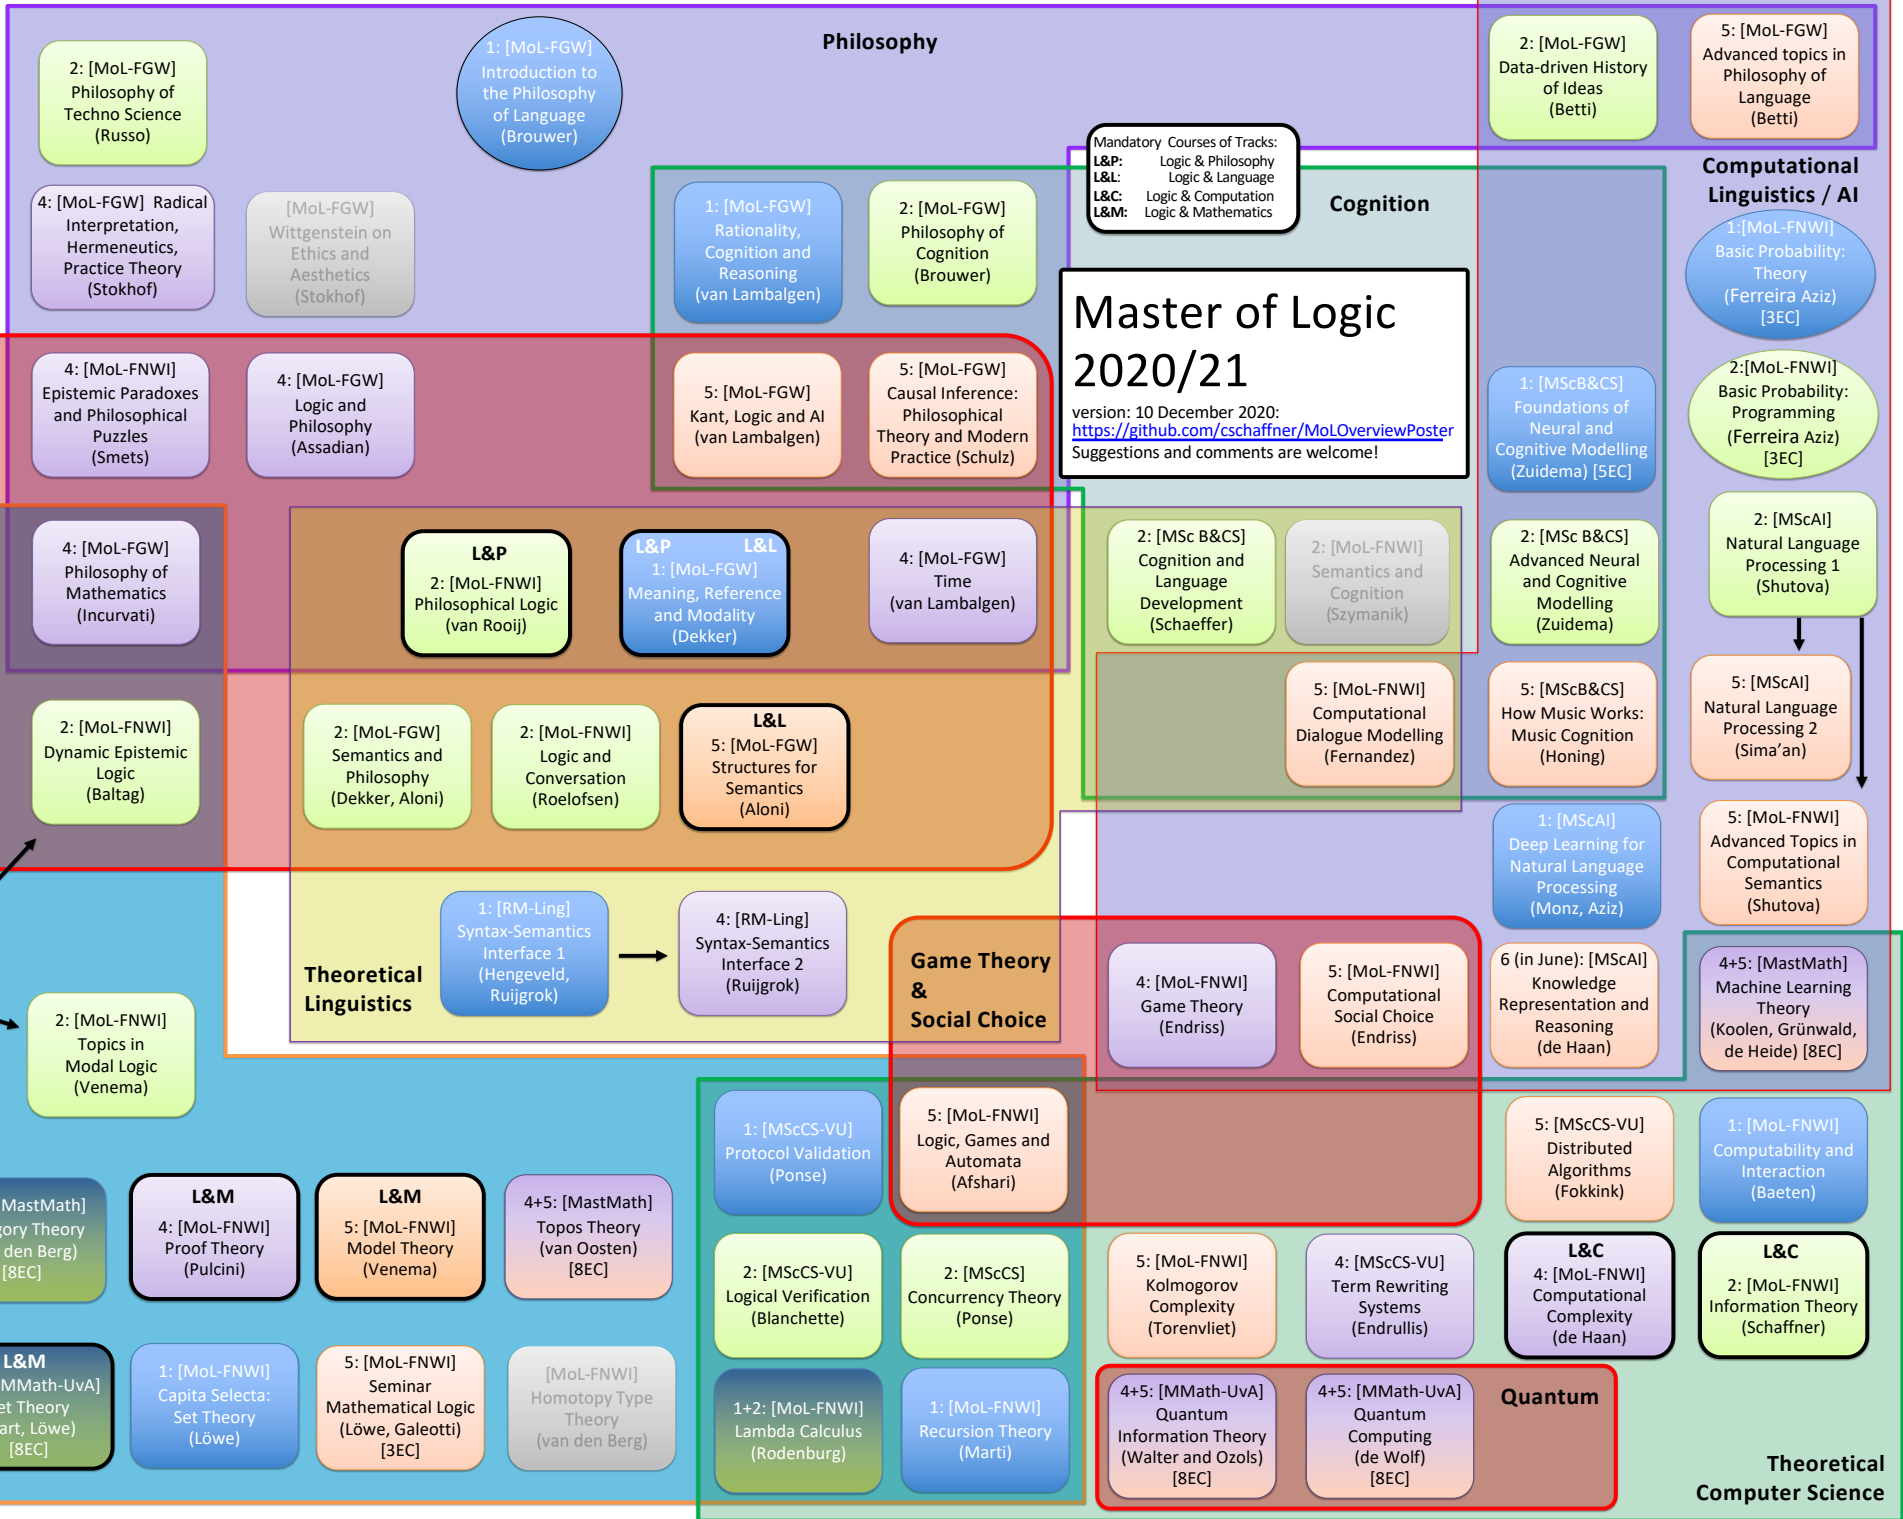 Philosophy
2: [MoL-FGW]
Philosophy of
Techno Science
(Russo)
1: [MoL-FGW]
Introduction to
the Philosophy
of Language
(Brouwer)
2: [MoL-FGW]
Data-driven History
of Ideas
(Betti)
5: [MoL-FGW]
Advanced topics in
Philosophy of
Language
(Betti)
Mandatory Courses of Tracks:
L&P: Logic & Philosophy
L&L: Logic & Language
L&C: Logic & Computation
L&M: Logic & Mathematics
Computational
Linguistics / AI
Cognition
4: [MoL-FGW] Radical
Interpretation,
Hermeneutics,
Practice Theory
(Stokhof)
[MoL-FGW]
Wittgenstein on
Ethics and
Aesthetics
(Stokhof)
1: [MoL-FGW]
Rationality,
Cognition and
Reasoning
(van Lambalgen)
2: [MoL-FGW]
Philosophy of
Cognition
(Brouwer)
1:[MoL-FNWI]
Basic Probability:
Theory
(Ferreira Aziz)
[3EC]
Master of Logic
2020/21
version: 10 December 2020:
https://github.com/cschaffner/MoLOverviewPoster
Suggestions and comments are welcome!
4: [MoL-FNWI]
Epistemic Paradoxes
and Philosophical
Puzzles
(Smets)
4: [MoL-FGW]
Logic and
Philosophy
(Assadian)
5: [MoL-FGW]
Kant, Logic and AI
(van Lambalgen)
5: [MoL-FGW]
Causal Inference:
Philosophical
Theory and Modern
Practice (Schulz)
1: [MScB&CS]
Foundations of
Neural and
Cognitive Modelling
(Zuidema) [5EC]
2:[MoL-FNWI]
Basic Probability:
Programming
(Ferreira Aziz)
[3EC]
4: [MoL-FGW]
Philosophy of
Mathematics
(Incurvati)
L&P
2: [MoL-FNWI]
Philosophical Logic
(van Rooij)
L&P L&L
1: [MoL-FGW]
Meaning, Reference
and Modality
(Dekker)
4: [MoL-FGW]
Time
(van Lambalgen)
2: [MSc B&CS]
Cognition and
Language
Development
(Schaeffer)
2: [MoL-FNWI]
Semantics and
Cognition
(Szymanik)
2: [MSc B&CS]
Advanced Neural
and Cognitive
Modelling
(Zuidema)
2: [MScAI]
Natural Language
Processing 1
(Shutova)
2: [MoL-FNWI]
Dynamic Epistemic
Logic
(Baltag)
2: [MoL-FGW]
Semantics and
Philosophy
(Dekker, Aloni)
2: [MoL-FNWI]
Logic and
Conversation
(Roelofsen)
L&L
5: [MoL-FGW]
Structures for
Semantics
(Aloni)
5: [MoL-FNWI]
Computational
Dialogue Modelling
(Fernandez)
5: [MScB&CS]
How Music Works:
Music Cognition
(Honing)
5: [MScAI]
Natural Language
Processing 2
(Sima’an)
1: [MScAI]
Deep Learning for
Natural Language
Processing
(Monz, Aziz)
5: [MoL-FNWI]
Advanced Topics in
Computational
Semantics
(Shutova)
Theoretical
Linguistics
1: [RM-Ling]
Syntax-Semantics
Interface 1
(Hengeveld,
Ruijgrok)
4: [RM-Ling]
Syntax-Semantics
Interface 2
(Ruijgrok)
Game Theory
&
Social Choice
4: [MoL-FNWI]
Game Theory
(Endriss)
5: [MoL-FNWI]
Computational
Social Choice
(Endriss)
6 (in June): [MScAI]
Knowledge
Representation and
Reasoning
(de Haan)
4+5: [MastMath]
Machine Learning
Theory
(Koolen, Grünwald,
de Heide) [8EC]
2: [MoL-FNWI]
Topics in
Modal Logic
(Venema)
1: [MScCS-VU]
Protocol Validation
(Ponse)
5: [MoL-FNWI]
Logic, Games and
Automata
(Afshari)
5: [MScCS-VU]
Distributed
Algorithms
(Fokkink)
1: [MoL-FNWI]
Computability and
Interaction
(Baeten)
MastMath]
gory Theory
den Berg)
[8EC]
L&M
4: [MoL-FNWI]
Proof Theory
(Pulcini)
L&M
5: [MoL-FNWI]
Model Theory
(Venema)
4+5: [MastMath]
Topos Theory
(van Oosten)
[8EC]
2: [MScCS-VU]
Logical Verification
(Blanchette)
2: [MScCS]
Concurrency Theory
(Ponse)
5: [MoL-FNWI]
Kolmogorov
Complexity
(Torenvliet)
4: [MScCS-VU]
Term Rewriting
Systems
(Endrullis)
L&C
4: [MoL-FNWI]
Computational
Complexity
(de Haan)
L&C
2: [MoL-FNWI]
Information Theory
(Schaffner)
L&M
MMath-UvA]
et Theory
art, Löwe)
[8EC]
1: [MoL-FNWI]
Capita Selecta:
Set Theory
(Löwe)
5: [MoL-FNWI]
Seminar
Mathematical Logic
(Löwe, Galeotti)
[3EC]
[MoL-FNWI]
Homotopy Type
Theory
(van den Berg)
1+2: [MoL-FNWI]
Lambda Calculus
(Rodenburg)
1: [MoL-FNWI]
Recursion Theory
(Marti)
4+5: [MMath-UvA]
Quantum
Information Theory
(Walter and Ozols)
[8EC]
4+5: [MMath-UvA]
Quantum
Computing
(de Wolf)
[8EC]
Quantum
Theoretical
Computer Science